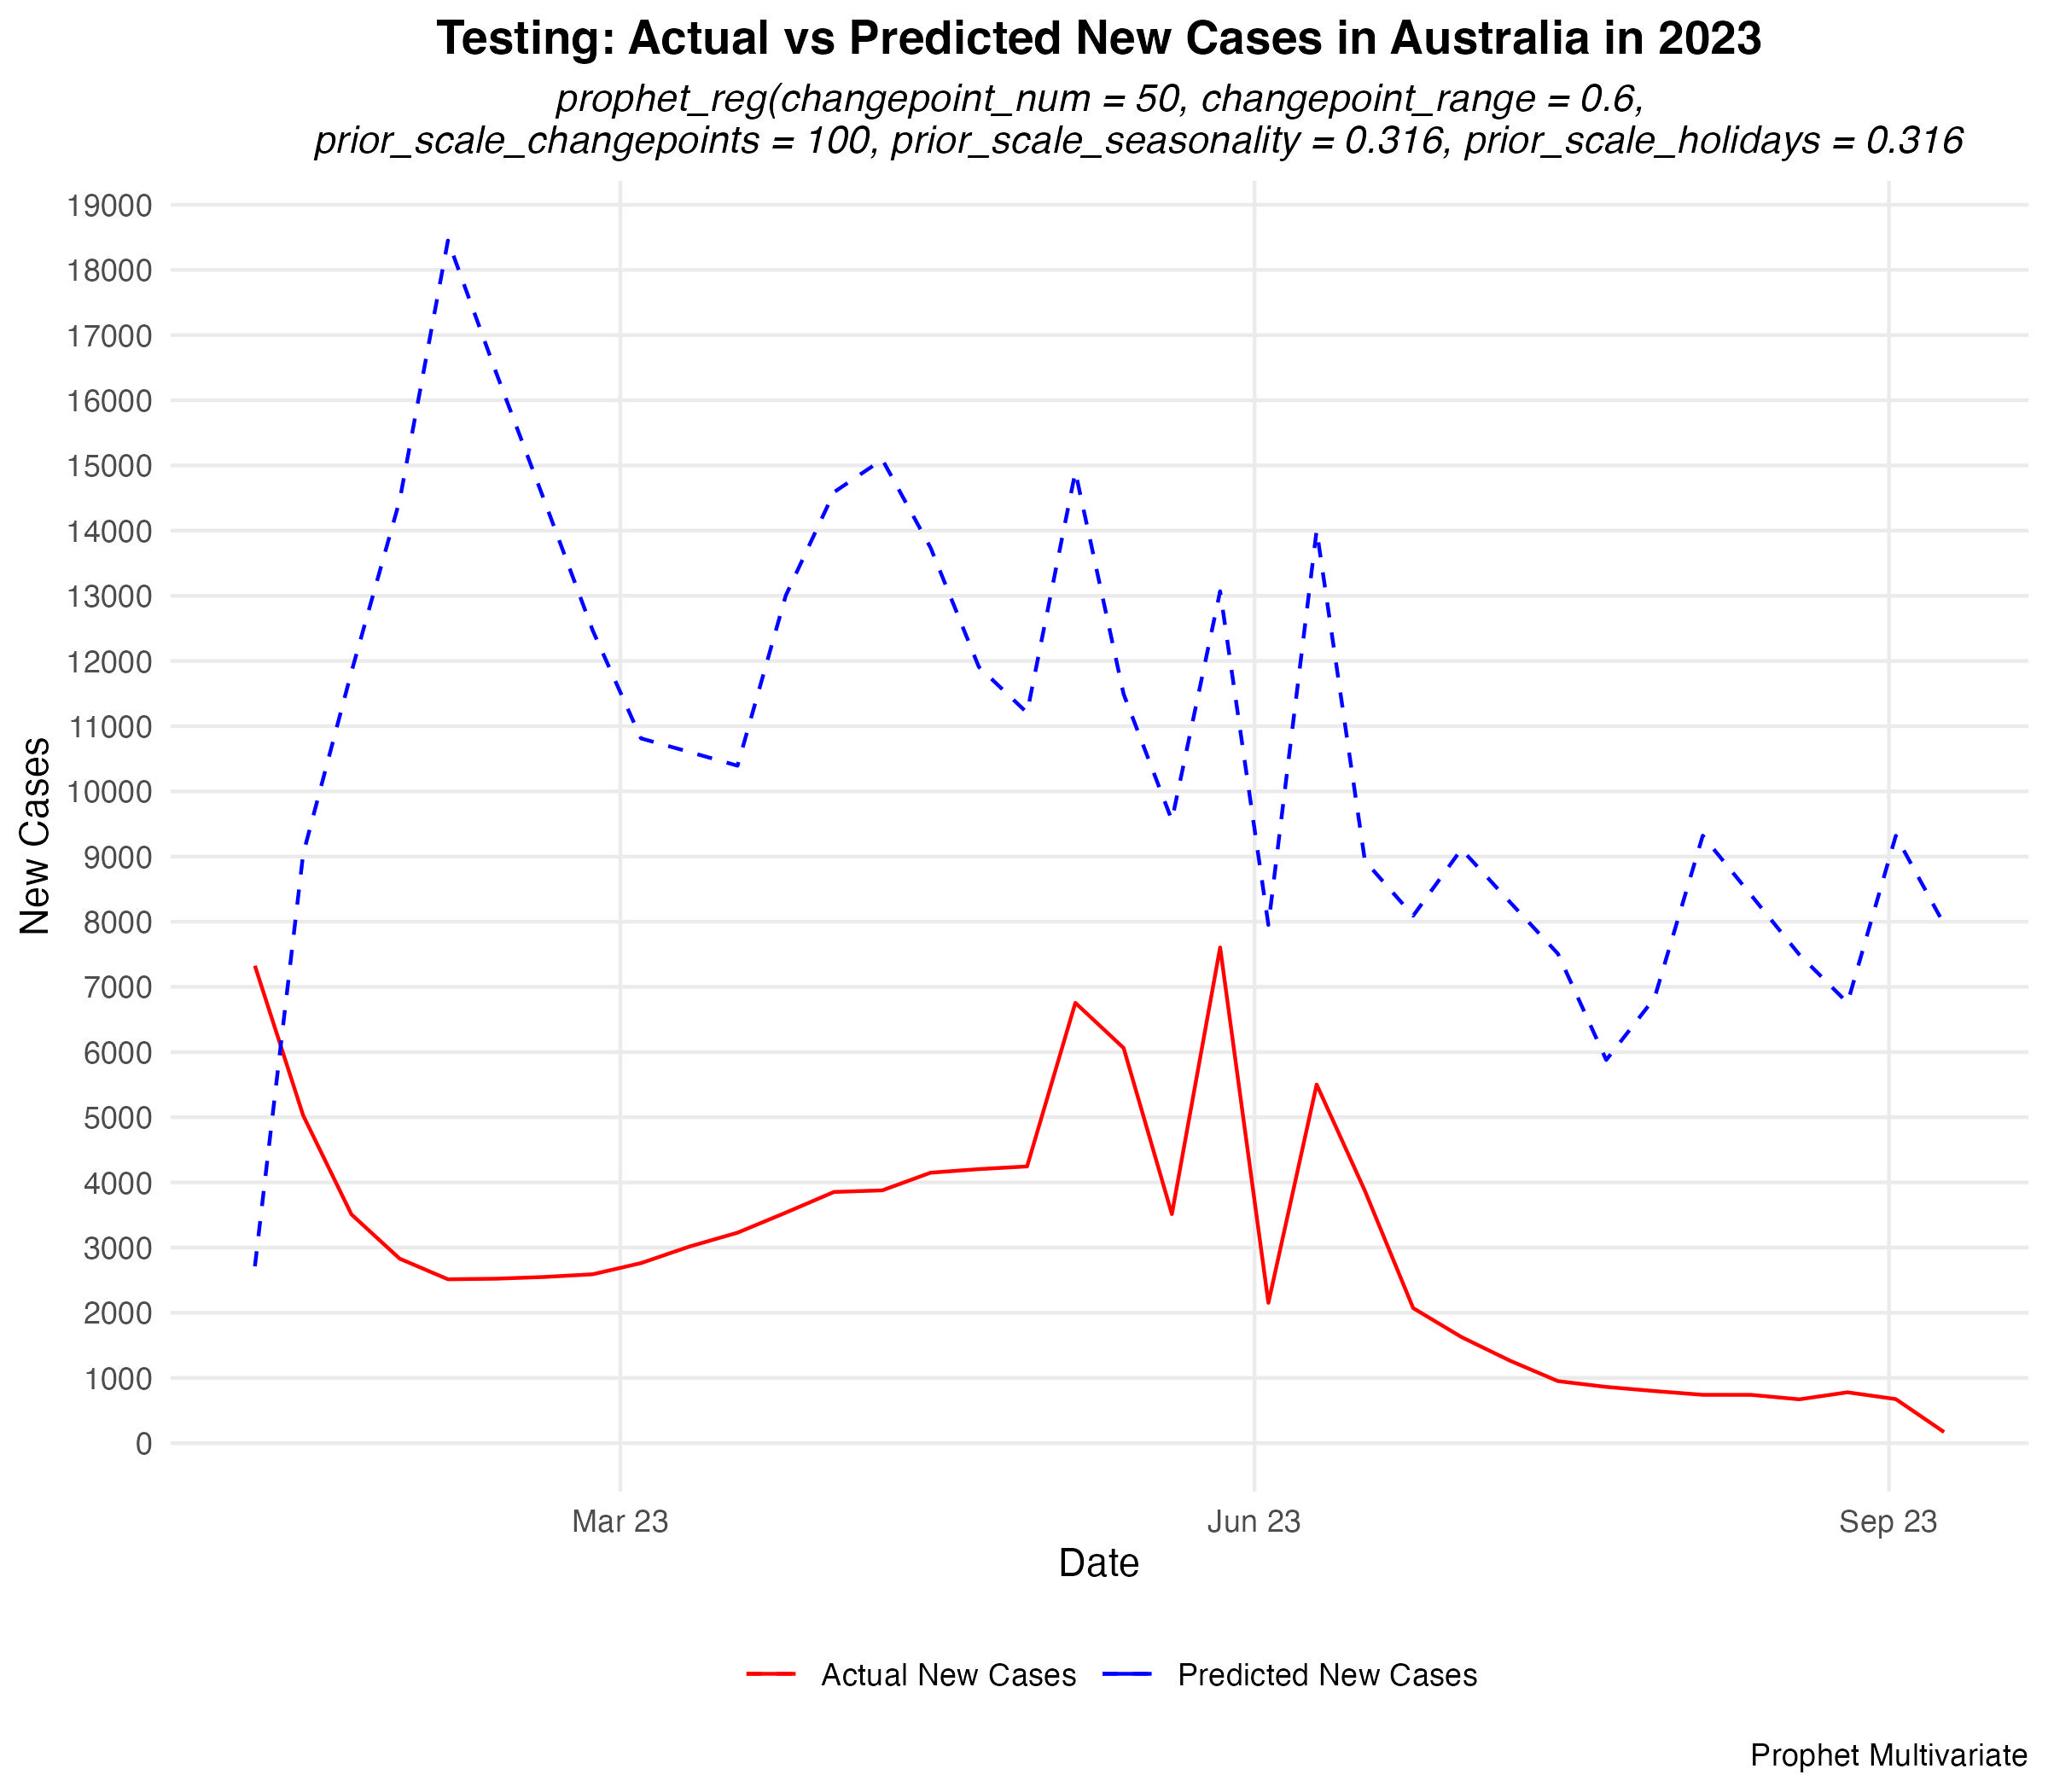 Testing: Actual vs Predicted New Cases in Australia in 2023
prophet_reg(changepoint_num = 50, changepoint_range = 0.6,
prior_scale_changepoints = 100, prior_scale_seasonality = 0.316, prior_scale_holidays = 0.316
New Cases
19000
18000
17000
16000
15000
14000
13000
12000
11000
10000
9000
8000
7000
6000
5000
4000
3000
2000
1000
0
Mar 23 Jun 23 Sep 23
Date
Actual New Cases Predicted New Cases
Prophet Multivariate